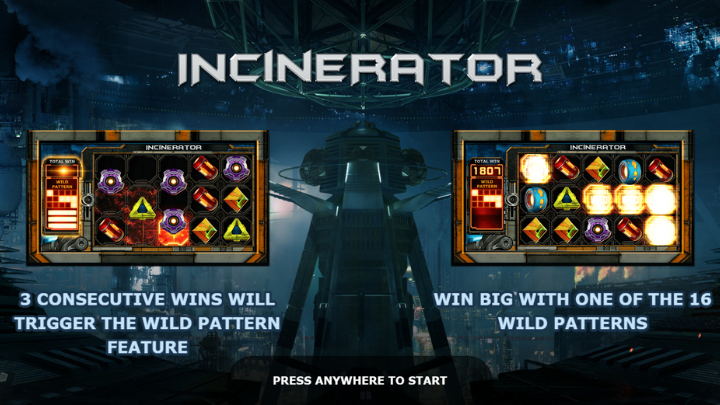 INCINERATOR
INCINERATOR
TOTAL WIN
WILD
PATTERN
INCINERATOR
TOTAL WIN
1807
WILD
PATTERN
3 CONSECUTIVE WINS WILL
TRIGGER THE WILD PATTERN
FEATURE
WIN BIG WITH ONE OF THE 16
WILD PATTERNS
PRESS ANYWHERE TO START